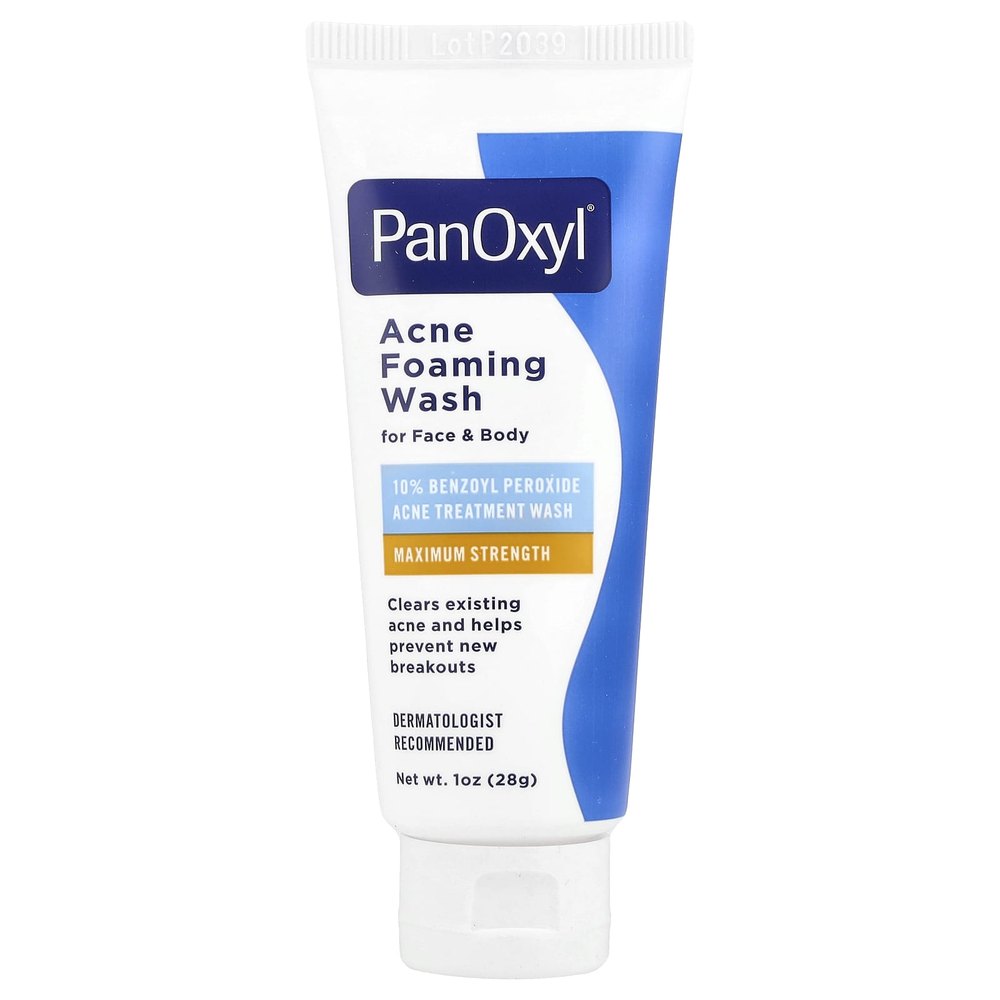 LotP2039
PanOxyl®
Acne
Foaming
Wash
for Face & Body
10% BENZOYL PEROXIDE
ACNE TREATMENT WASH
MAXIMUM STRENGTH
Clears existing
acne and helps
prevent new
breakouts
DERMATOLOGIST
RECOMMENDED
Net wt. 1oz (28g)